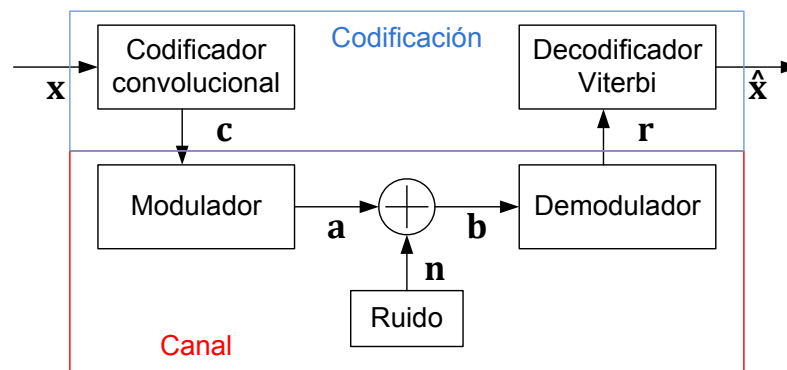 Codificador
convolucional
Codificación
Decodificador
Viterbi
x
x̂
c
r
Modulador
a
b
Demodulador
n
Ruido
Canal